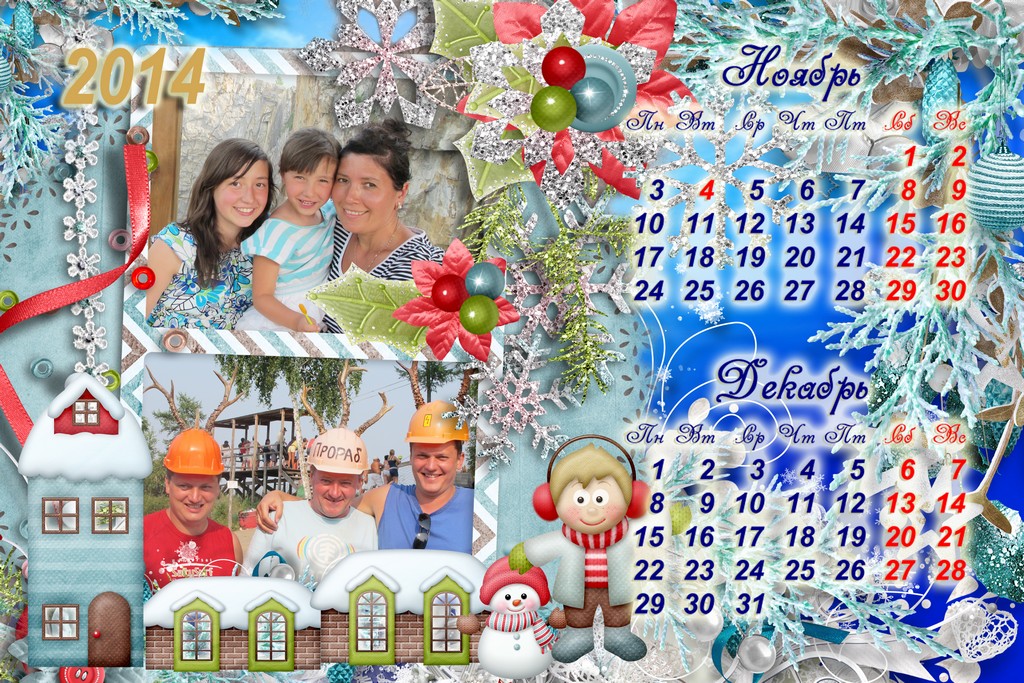 2014
Ноябрь
Пн Вт Ср Чт Пт Сб Вс
1 2
3 4 5 6 7 8 9
10 11 12 13 14 15 16
17 18 19 20 21 22 23
24 25 26 27 28 29 30
ПРОРАБ
Декабрь
Пн Вт Ср Чт Пт Сб Вс
1 2 3 4 5 6 7
8 9 10 11 12 13 14
15 16 17 18 19 20 21
22 23 24 25 26 27 28
29 30 31